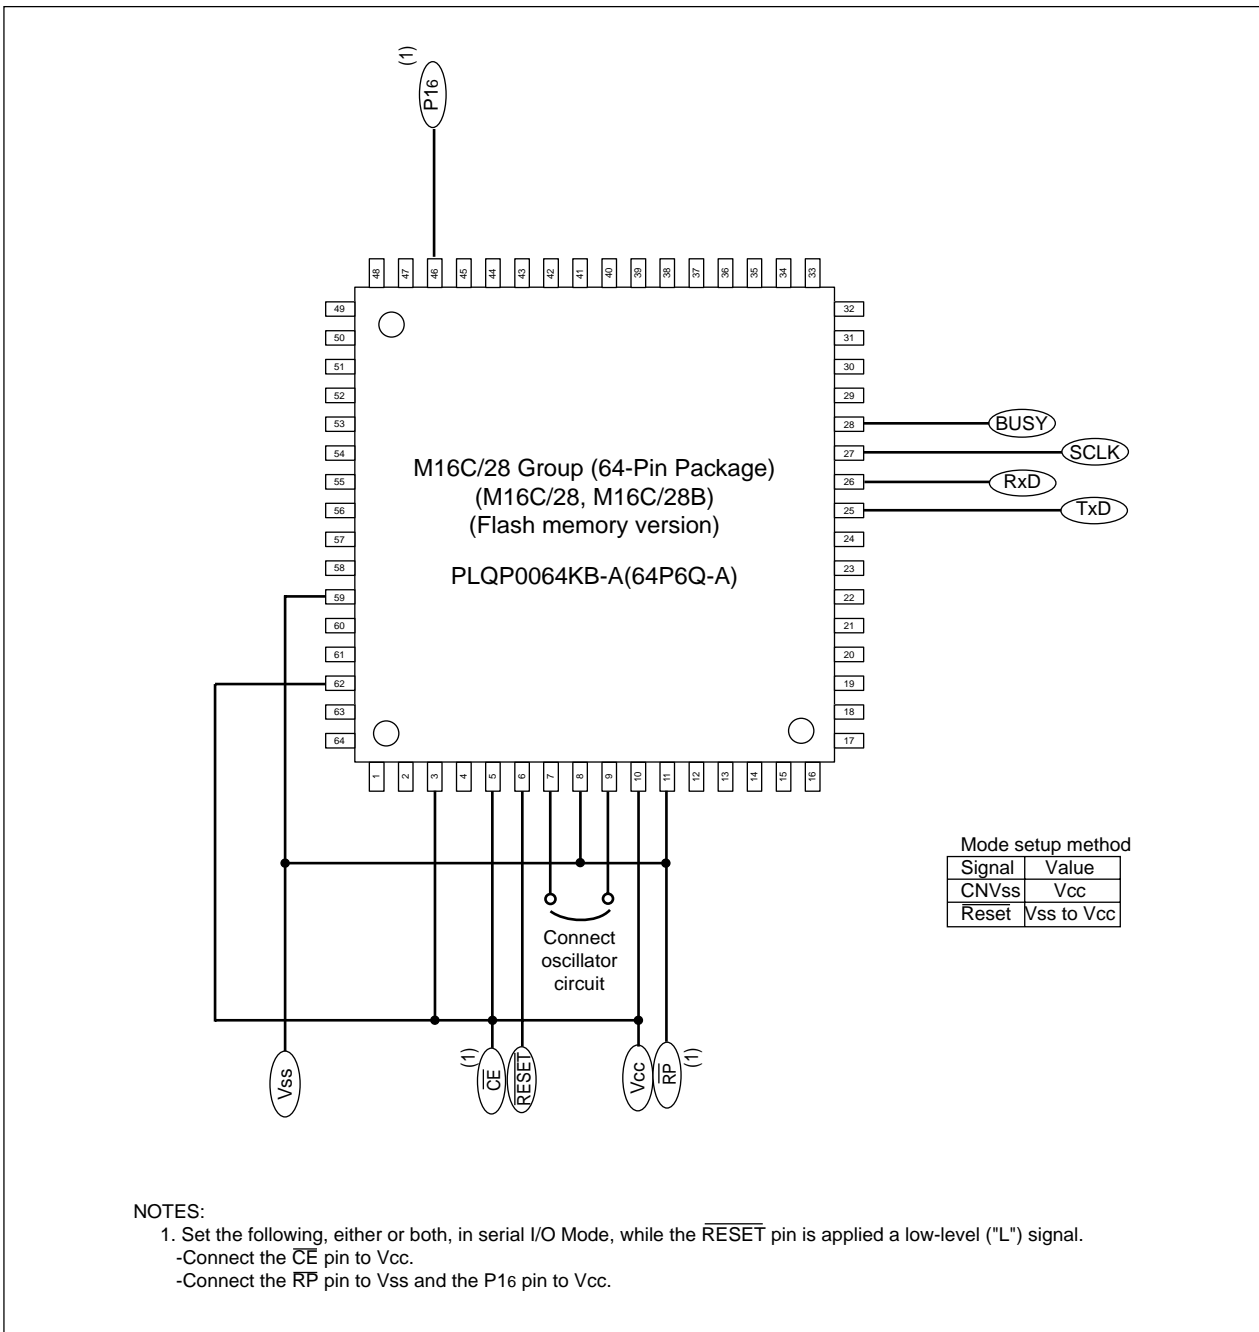 (1)
P16
48 47 46 45 44 43 42 41 40 39 38 37 36 35 34 33
49
50
51
52
53
54
55
56
57
58
59
60
61
62
63
64
32
31
30
29
28
27
26
25
24
23
22
21
20
19
18
17
BUSY
SCLK
RxD
TxD
M16C/28 Group (64-Pin Package)
(M16C/28, M16C/28B)
(Flash memory version)
PLQP0064KB-A(64P6Q-A)
1 2 3 4 5 6 7 8 9 10 11 12 13 14 15 16
Connect
oscillator
circuit
Mode setup method
Signal Value
CNVss Vcc
Reset Vss to Vcc
Vss
(1)
CE
RESET
Vcc
RP
(1)
NOTES:
1. Set the following, either or both, in serial I/O Mode, while the RESET pin is applied a low-level ("L") signal.
-Connect the CE pin to Vcc.
-Connect the RP pin to Vss and the P16 pin to Vcc.